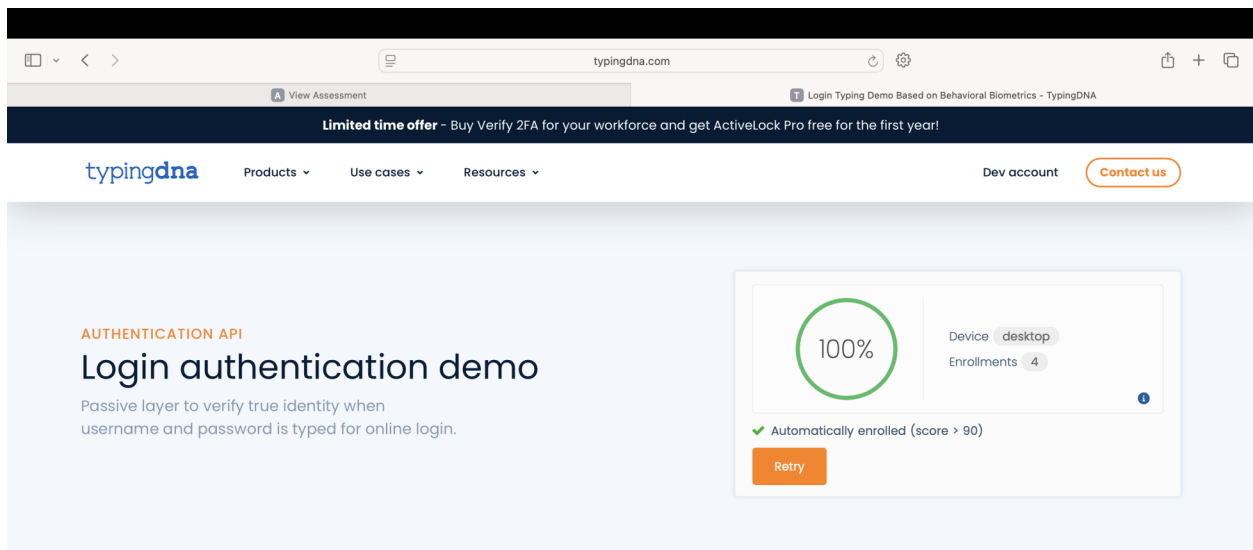 typingdna.com
A View Assessment
T Login Typing Demo Based on Behavioral Biometrics - TypingDNA
Limited time offer - Buy Verify 2FA for your workforce and get ActiveLock Pro free for the first year!
typingdna Products Use cases Resources Dev account Contact us
AUTHENTICATION API
Login authentication demo
Passive layer to verify true identity when
username and password is typed for online login.
100%
Device desktop
Enrollments 4
Automatically enrolled (score > 90)
Retry